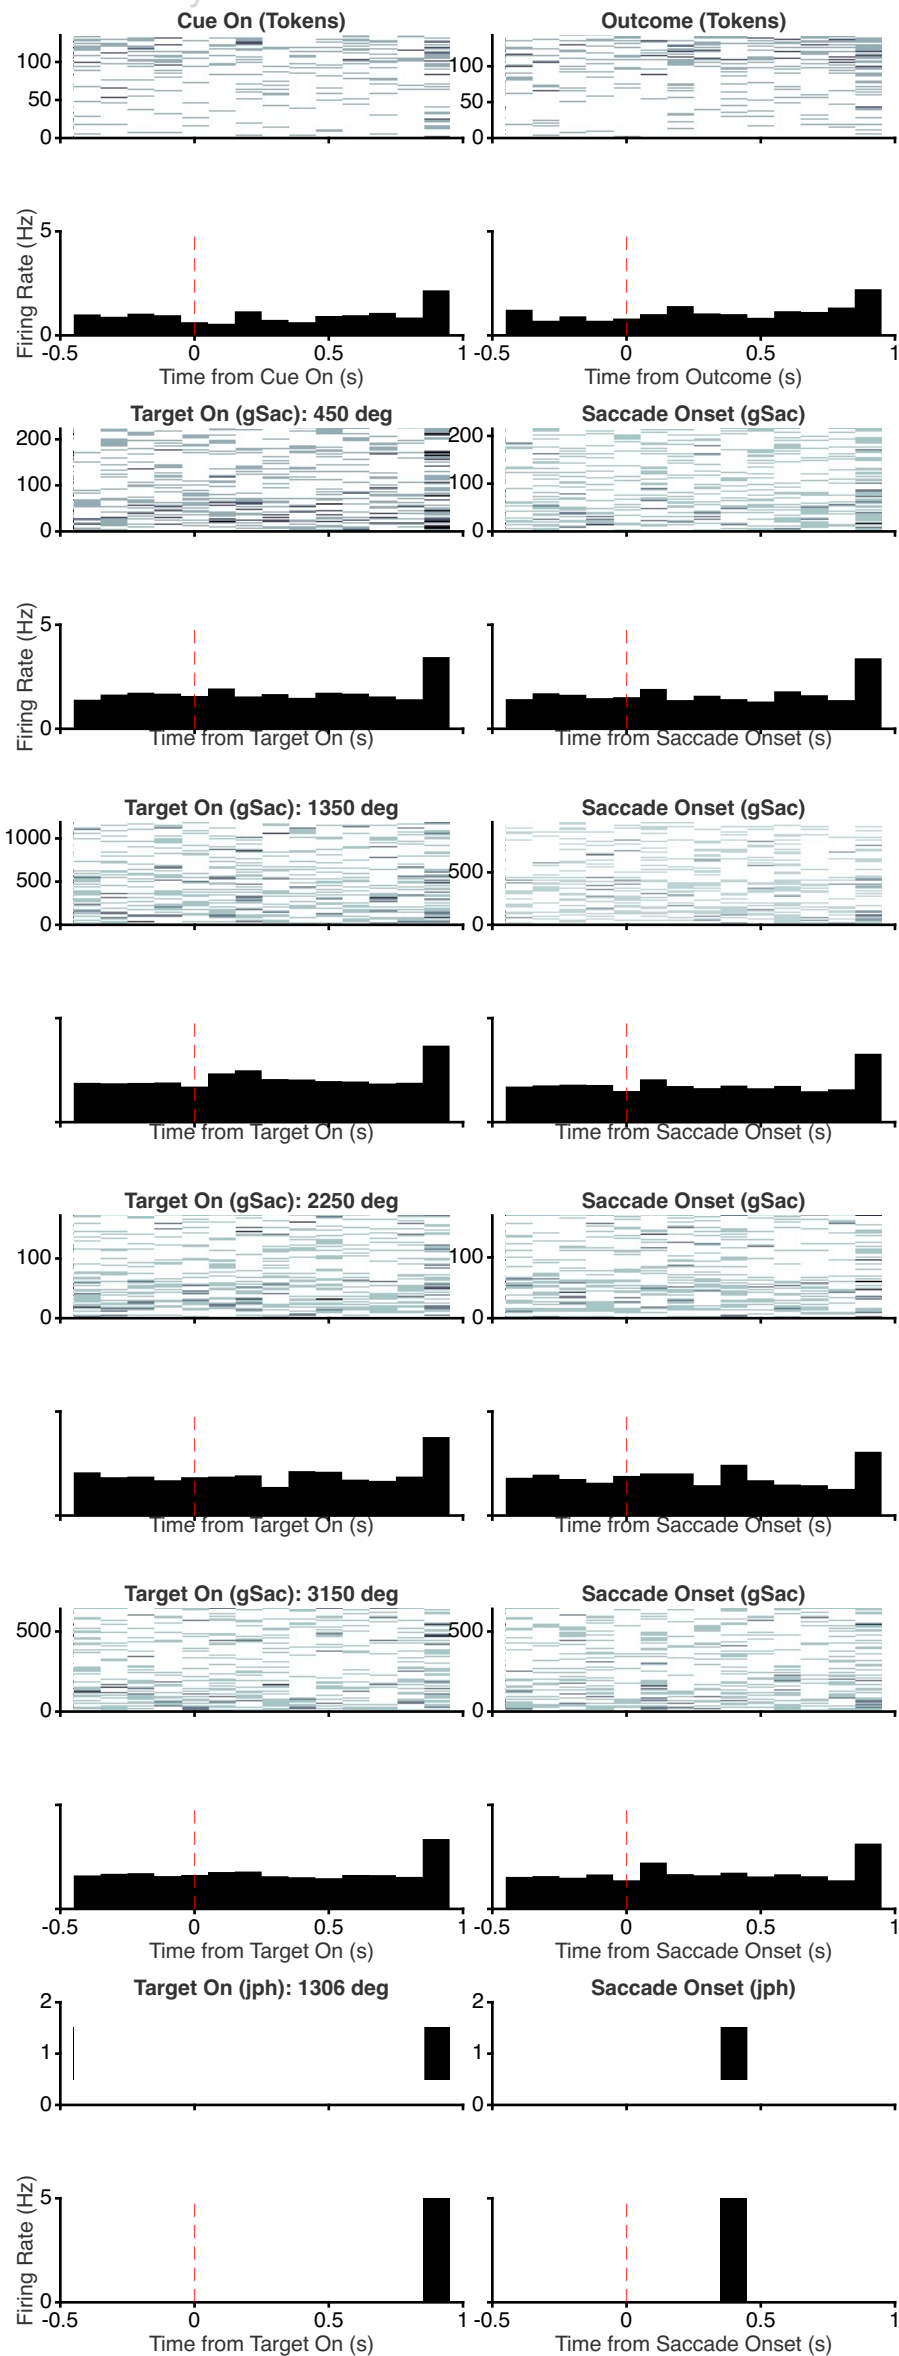 Cue On (Tokens) Outcome (Tokens)
100 100
50 50
0 0
Firing Rate (Hz)
5
0
-0.5 0 0.5 1 -0.5 0 0.5 1
Time from Cue On (s) Time from Outcome (s)
Target On (gSac): 450 deg Saccade Onset (gSac)
200 200
100 100
0 0
Firing Rate (Hz)
5
0
Time from Target On (s) Time from Saccade Onset (s)
Target On (gSac): 1350 deg Saccade Onset (gSac)
1000
500 500
0 0
Time from Target On (s) Time from Saccade Onset (s)
Target On (gSac): 2250 deg Saccade Onset (gSac)
100 100
0 0
Time from Target On (s) Time from Saccade Onset (s)
Target On (gSac): 3150 deg Saccade Onset (gSac)
500 500
0 0
-0.5 0 0.5 1 -0.5 0 0.5 1
Time from Target On (s) Time from Saccade Onset (s)
Target On (jph): 1306 deg Saccade Onset (jph)
2 2
1 1
0 0
Firing Rate (Hz)
5
0
-0.5 0 0.5 1 -0.5 0 0.5 1
Time from Target On (s) Time from Saccade Onset (s)